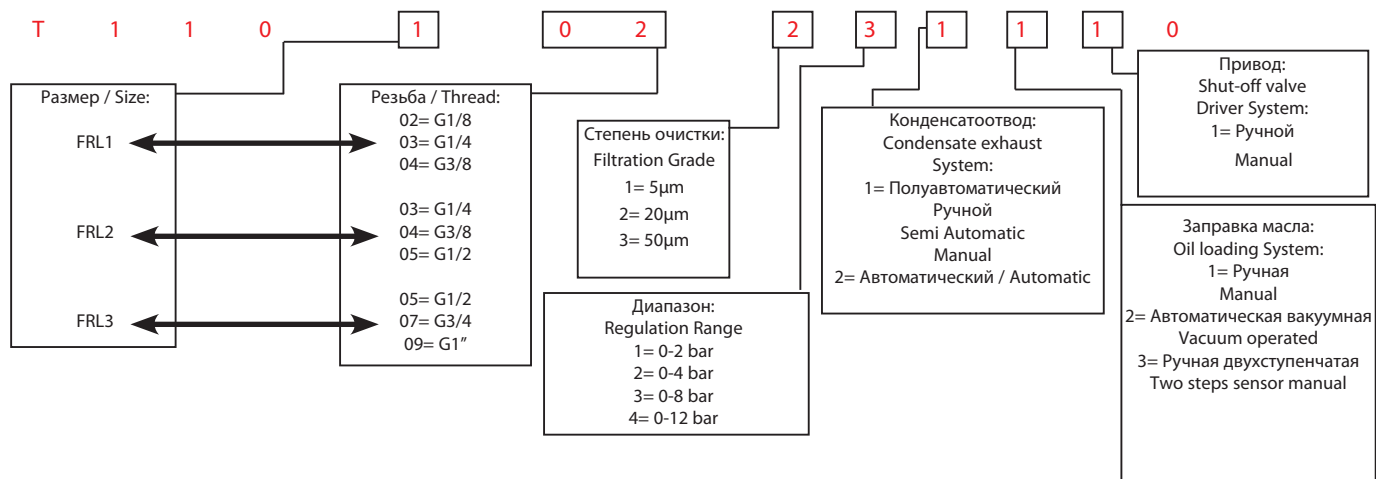 T 1 1 0 1 0 2 2 3 1 1 1 0
Размер / Size:
FRL1
FRL2
FRL3
Резьба / Thread:
02= G1/8
03= G1/4
04= G3/8
03= G1/4
04= G3/8
05= G1/2
05= G1/2
07= G3/4
09= G1″
Степень очистки:
Filtration Grade
1= 5µm
2= 20µm
3= 50µm
Диапазон:
Regulation Range
1= 0-2 bar
2= 0-4 bar
3= 0-8 bar
4= 0-12 bar
Конденсатоотвод:
Condensate exhaust
System:
1= Полуавтоматический
Ручной
Semi Automatic
Manual
2= Автоматический / Automatic
Привод:
Shut-off valve
Driver System:
1= Ручной
Manual
Заправка масла:
Oil loading System:
1= Ручная
Manual
2= Автоматическая вакуумная
Vacuum operated
3= Ручная двухступенчатая
Two steps sensor manual